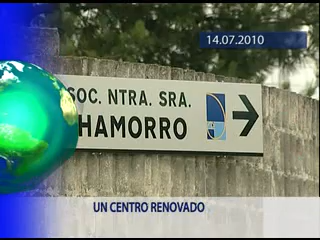 14.07.2010
SOC. NTRA. SRA.
HAMORRO
UN CENTRO RENOVADO